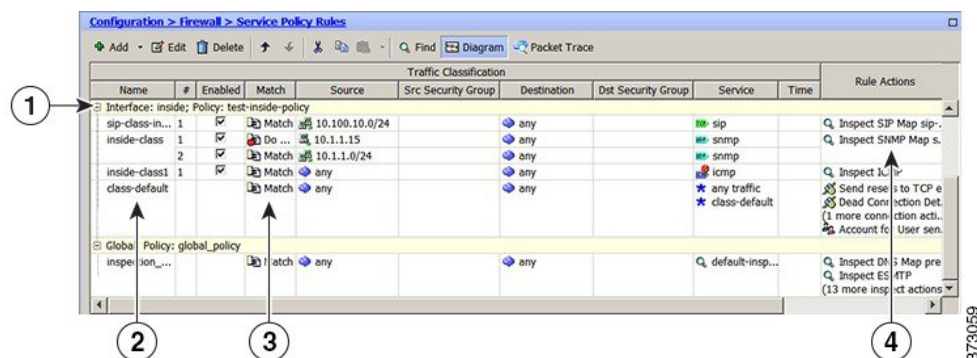 Configuration > Firewall > Service Policy Rules
Add Edit Delete Find Diagram Packet Trace
Traffic Classification
Name # Enabled Match Source Src Security Group Destination Dst Security Group Service Time Rule Actions
1
Interface: inside; Policy: test-inside-policy
sip-class-in... 1 Match 10.100.10.0/24 any sip Inspect SIP Map sip-..
inside-class 1 Do ... 10.1.1.15 any snmp Inspect SNMP Map s..
2 Match 10.1.1.0/24 any snmp
inside-class1 1 Match any any icmp Inspect
class-default Match any any any traffic Send resets to TCP e
class-default Dead Connection Det.
(1 more connection acti..
Account for User sen.
Global Policy: global_policy
inspection_... Match any any default-insp... Inspect DNS Map pre
Inspect ESMTP
(13 more inspect actions
2 3 4
373059